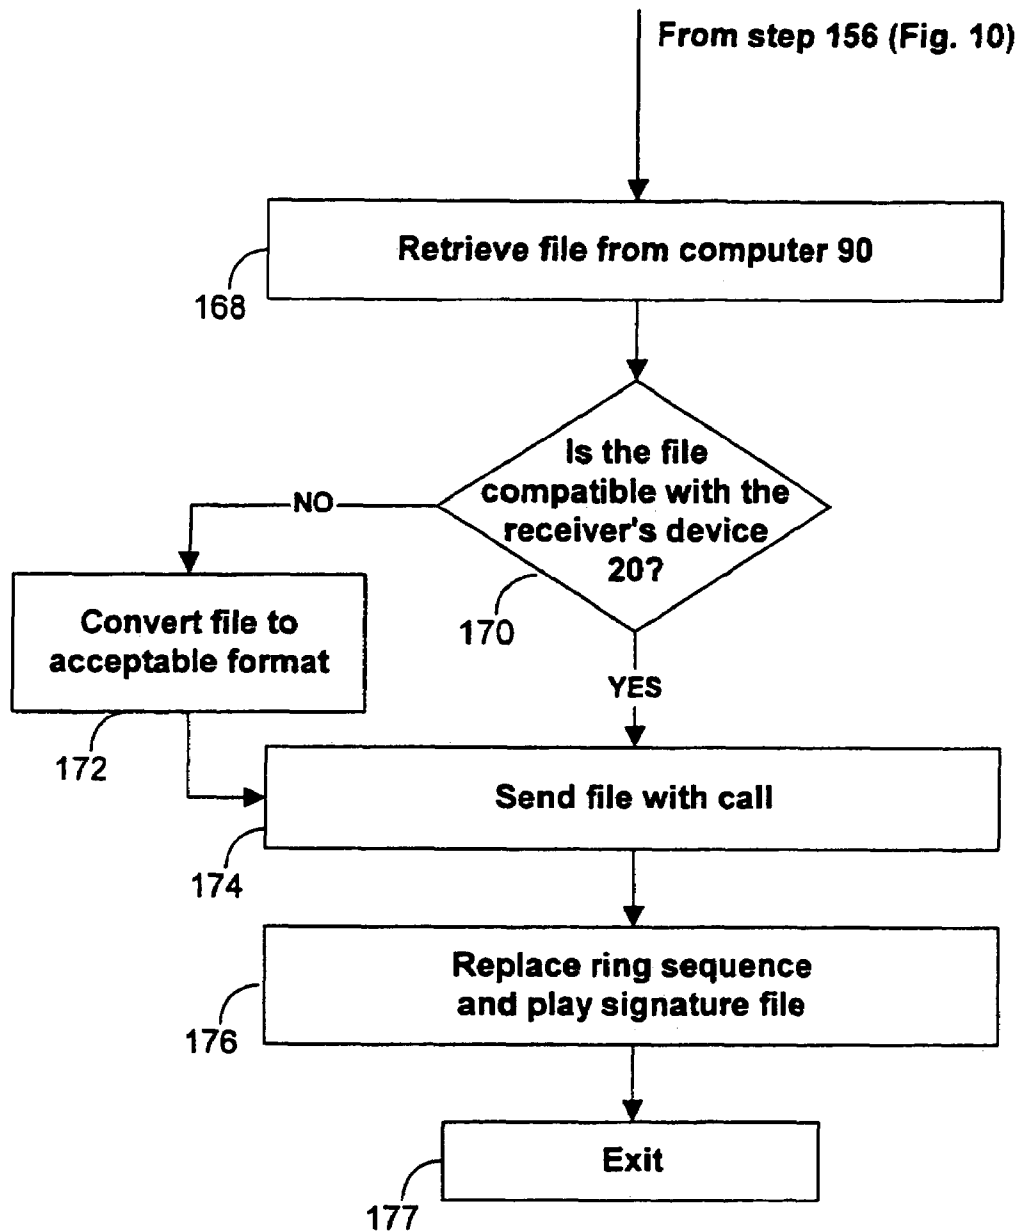 From step 156 (Fig. 10)
Retrieve file from computer 90
168
Is the file
compatible with the
receiver's device
20?
170
NO
Convert file to
acceptable format
172
YES
Send file with call
174
Replace ring sequence
and play signature file
176
Exit
177